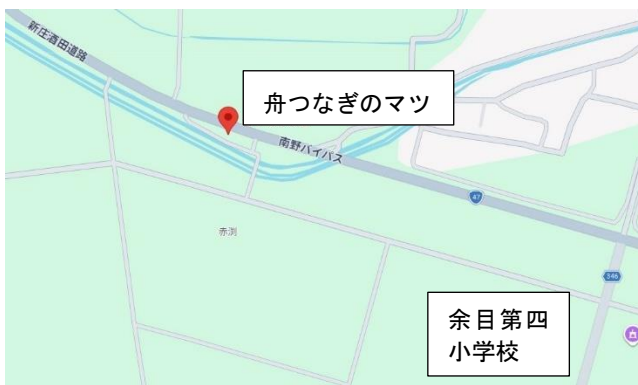 新庄酒田道路
舟つなぎのマツ
南野バイパス
47
赤渕
346
余目第四
小学校